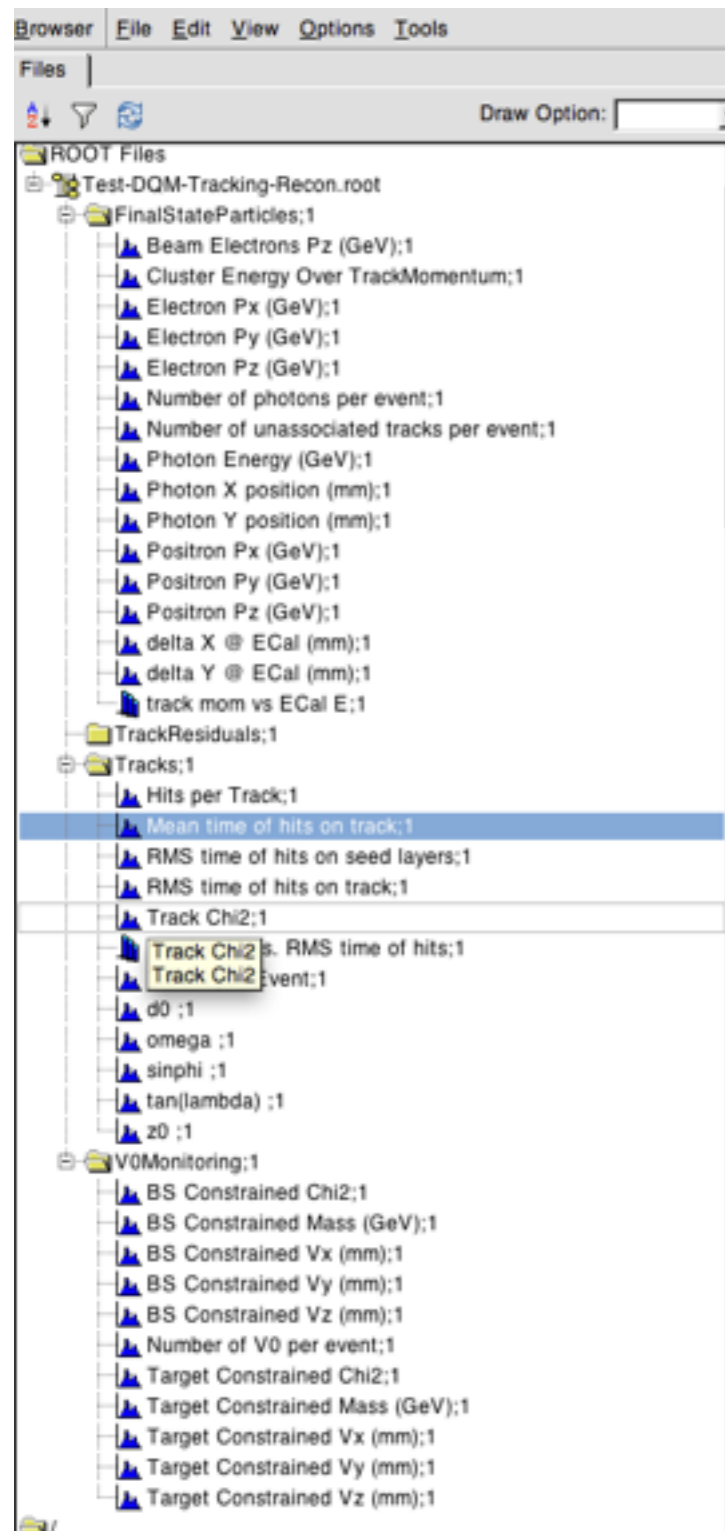 Browser File Edit View Options Tools
Files
Draw Option:
ROOT Files
Test-DQM-Tracking-Recon.root
FinalStateParticles;1
Beam Electrons Pz (GeV);1
Cluster Energy Over TrackMomentum;1
Electron Px (GeV);1
Electron Py (GeV);1
Electron Pz (GeV);1
Number of photons per event;1
Number of unassociated tracks per event;1
Photon Energy (GeV);1
Photon X position (mm);1
Photon Y position (mm);1
Positron Px (GeV);1
Positron Py (GeV);1
Positron Pz (GeV);1
delta X @ ECal (mm);1
delta Y @ ECal (mm);1
track mom vs ECal E;1
TrackResiduals;1
Tracks;1
Hits per Track;1
Mean time of hits on track;1
RMS time of hits on seed layers;1
RMS time of hits on track;1
Track Chi2;1
Track Chi2 s. RMS time of hits;1
Track Chi2 Event;1
d0 ;1
omega ;1
sinphi ;1
tan(lambda) ;1
z0 ;1
V0Monitoring;1
BS Constrained Chi2;1
BS Constrained Mass (GeV);1
BS Constrained Vx (mm);1
BS Constrained Vy (mm);1
BS Constrained Vz (mm);1
Number of V0 per event;1
Target Constrained Chi2;1
Target Constrained Mass (GeV);1
Target Constrained Vx (mm);1
Target Constrained Vy (mm);1
Target Constrained Vz (mm);1
/